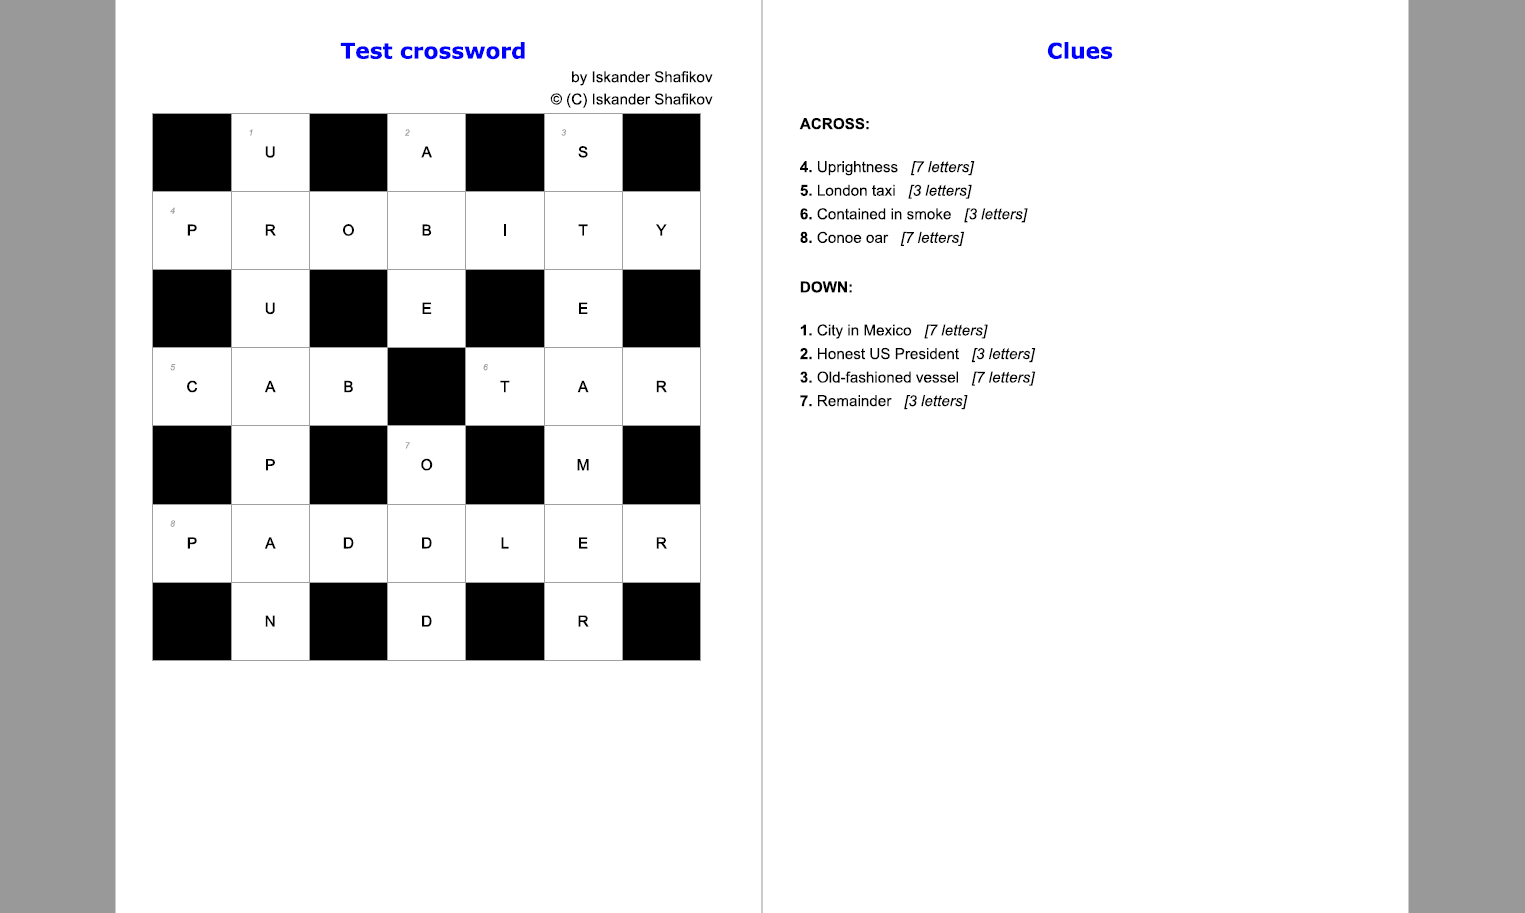 Test crossword
by Iskander Shafikov
© (C) Iskander Shafikov
1 U 2 A 3 S
4 P R O B I T Y
U E E
5 C A B 6 T A R
P 7 O M
8 P A D D L E R
N D R
Clues
ACROSS:
4. Uprightness [7 letters]
5. London taxi [3 letters]
6. Contained in smoke [3 letters]
8. Conoe oar [7 letters]
DOWN:
1. City in Mexico [7 letters]
2. Honest US President [3 letters]
3. Old-fashioned vessel [7 letters]
7. Remainder [3 letters]